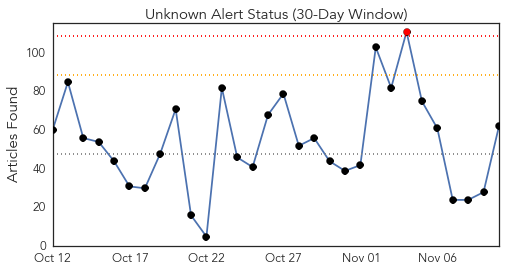 Unknown Alert Status (30-Day Window)
Articles Found
100
80
60
40
20
0
Oct 12 Oct 17 Oct 22 Oct 27 Nov 01 Nov 06